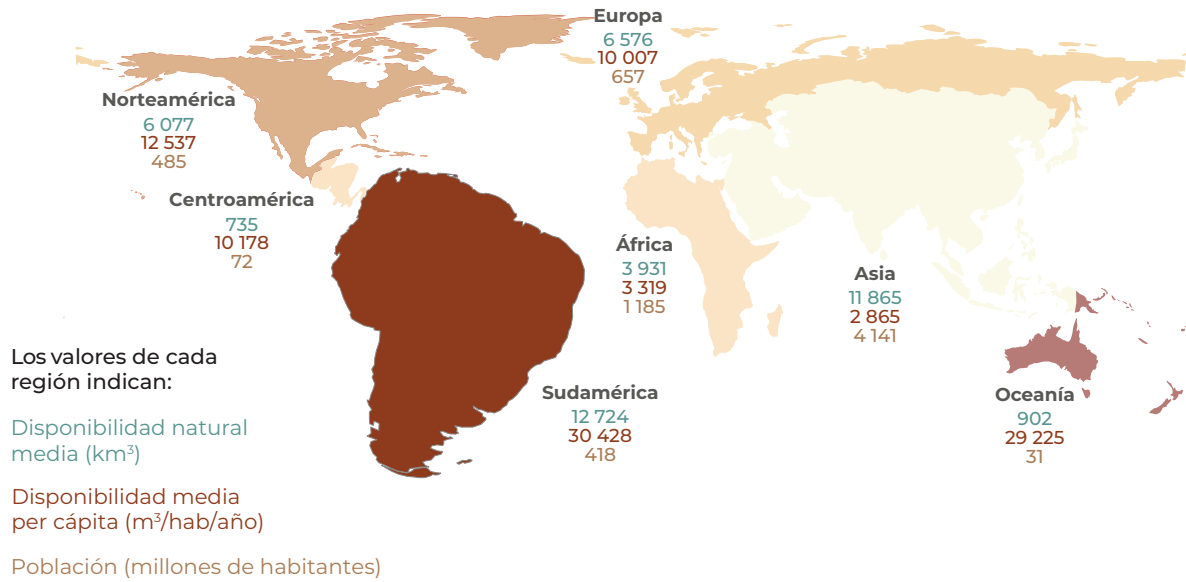 Europa
6 576
10 007
657
Norteamérica
6 077
12 537
485
Centroamérica
735
10 178
72
África
3 931
3 319
1 185
Asia
11 865
2 865
4 141
Sudamérica
12 724
30 428
418
Oceanía
902
29 225
31
Los valores de cada
región indican:
Disponibilidad natural
media (km³)
Disponibilidad media
per cápita (m³/hab/año)
Población (millones de habitantes)